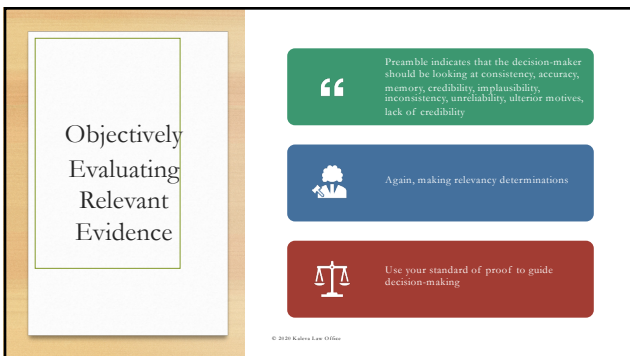 Objectively
Evaluating
Relevant
Evidence
Preamble indicates that the decision-maker
should be looking at consistency, accuracy,
memory, credibility, implausibility,
inconsistency, unreliability, ulterior motives,
lack of credibility
Again, making relevancy determinations
Use your standard of proof to guide
decision-making
© 2020 Kaleva Law Office